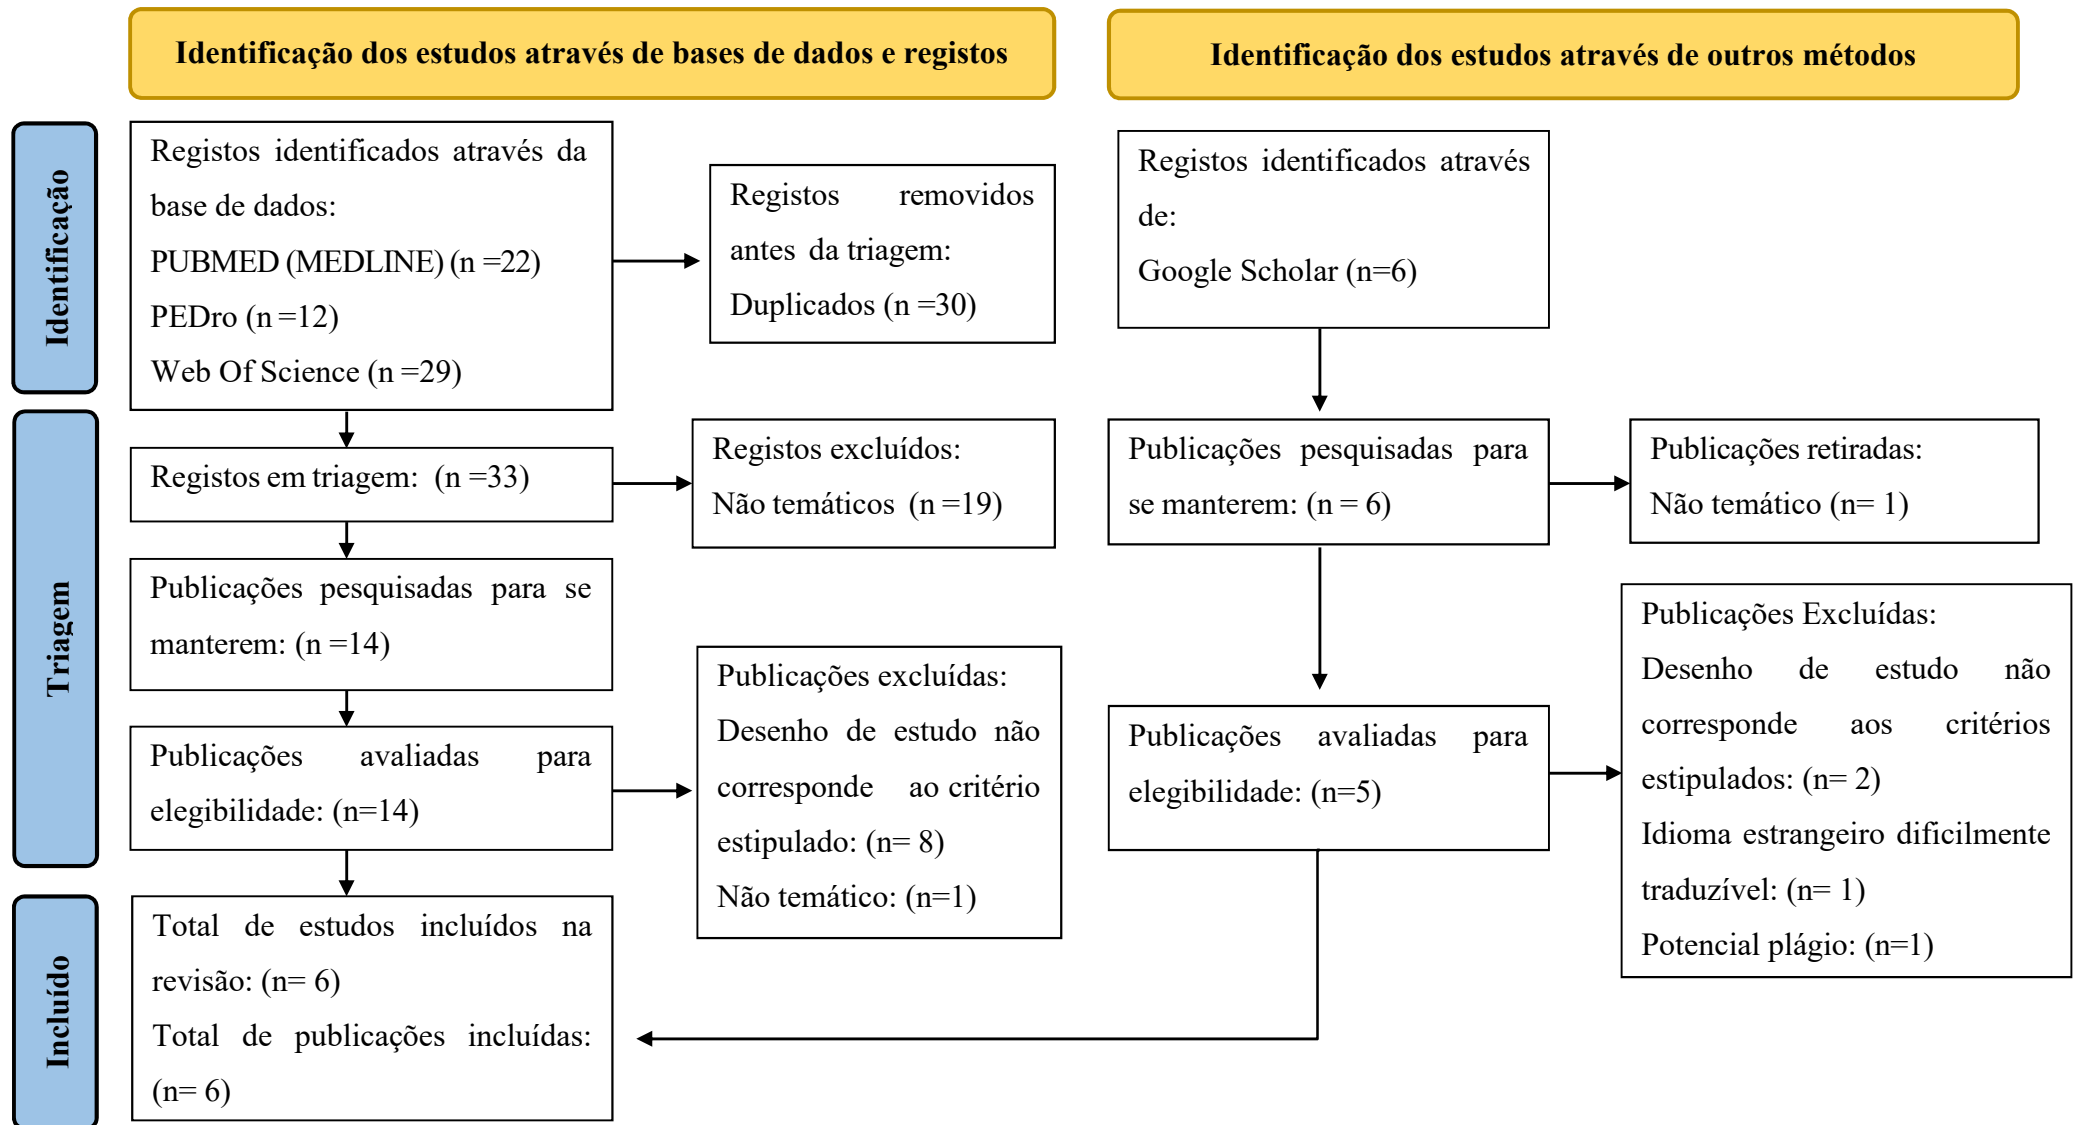 Identificação dos estudos através de bases de dados e registos
Identificação dos estudos através de outros métodos
Identificação
Registos identificados através da
base de dados:
PUBMED (MEDLINE) (n =22)
PEDro (n =12)
Web Of Science (n =29)
Registos removidos
antes da triagem:
Duplicados (n =30)
Registos identificados através
de:
Google Scholar (n=6)
Triagem
Registos em triagem: (n =33)
Registos excluídos:
Não temáticos (n =19)
Publicações pesquisadas para
se manterem: (n = 6)
Publicações retiradas:
Não temático (n= 1)
Publicações pesquisadas para se
manterem: (n =14)
Publicações avaliadas para
elegibilidade: (n=14)
Publicações excluídas:
Desenho de estudo não
corresponde ao critério
estipulado: (n= 8)
Não temático: (n=1)
Publicações avaliadas para
elegibilidade: (n=5)
Publicações Excluídas:
Desenho de estudo não
corresponde aos critérios
estipulados: (n= 2)
Idioma estrangeiro dificilmente
traduzível: (n= 1)
Potencial plágio: (n=1)
Incluído
Total de estudos incluídos na
revisão: (n= 6)
Total de publicações incluídas:
(n= 6)